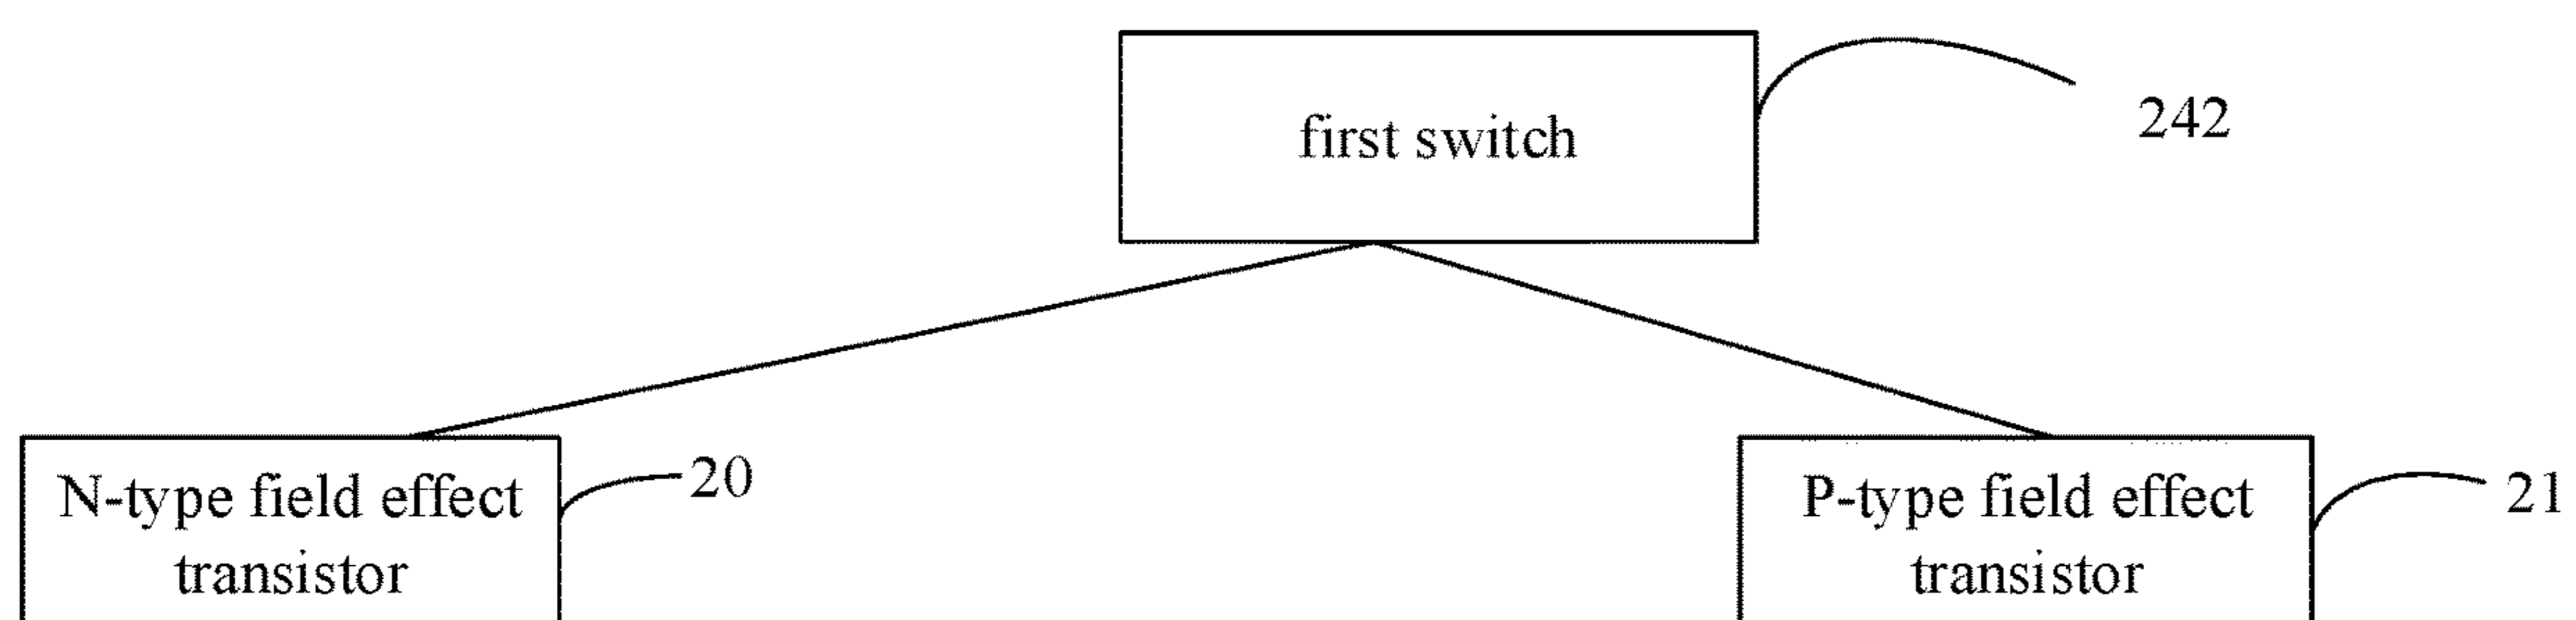 first switch
242
N-type field effect
transistor
20
P-type field effect
transistor
21